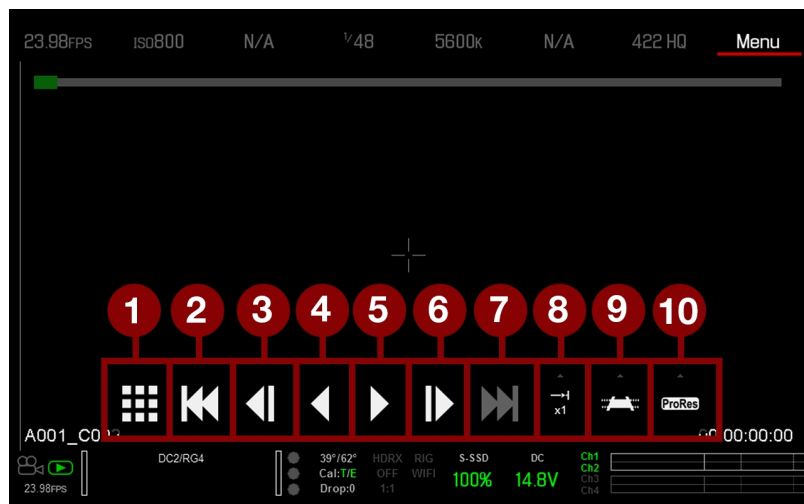 23.98FPS ISO800 N/A 1/48 5600K N/A 422 HQ Menu
1 2 3 4 5 6 7 8 9 10
x1 ProRes
A001_C00 00:00:00
DC2/RG4 39°/62° HDRX RIG S-SSD DC Ch1
Cal:T/E OFF WIFI 100% 14.8V Ch2
Ch3
23.98FPS Drop:0 1:1 Ch4